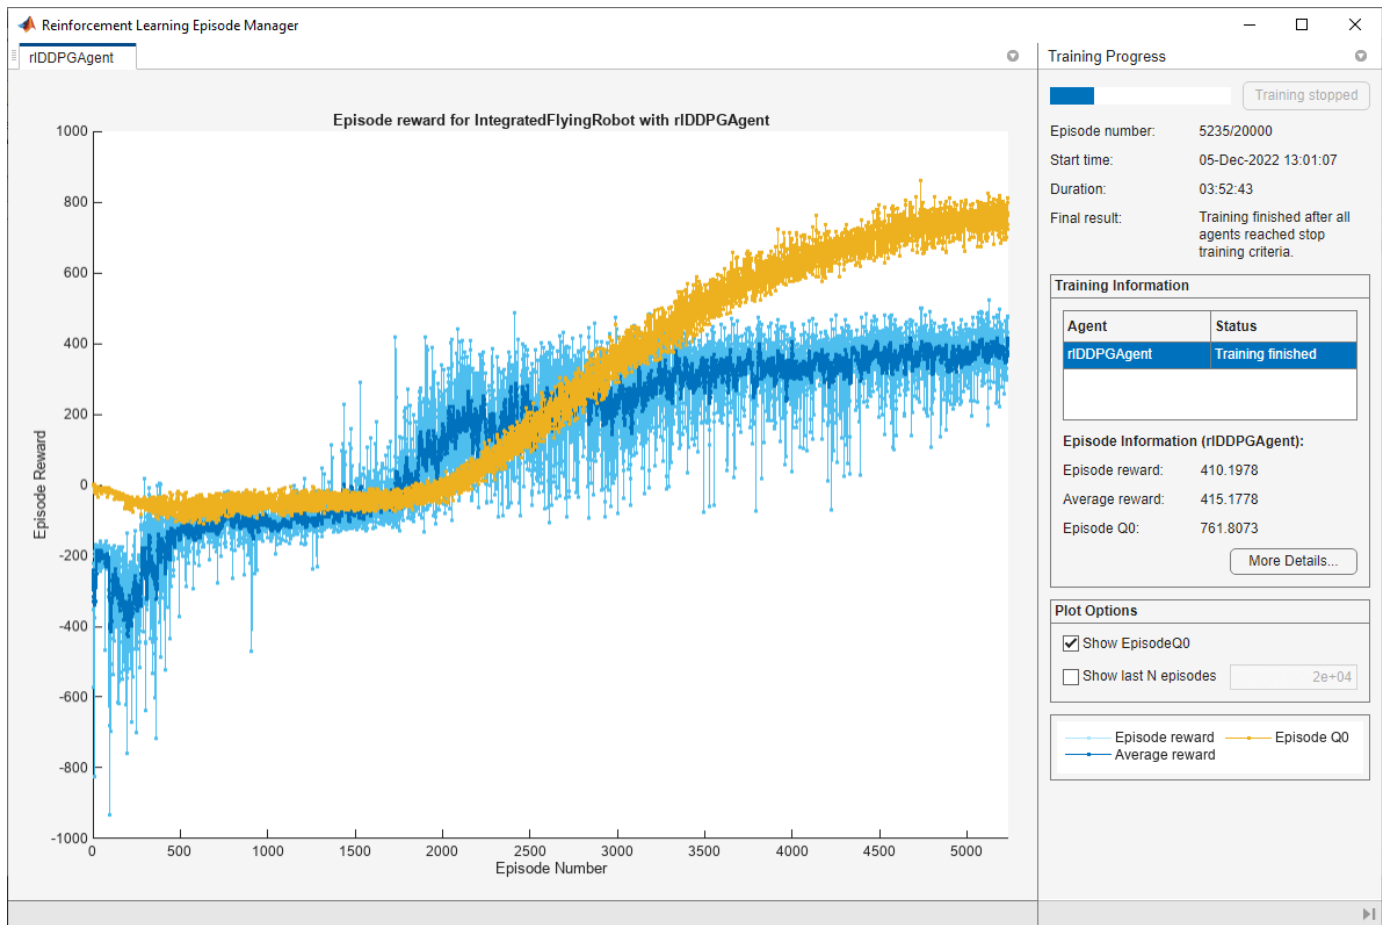 Reinforcement Learning Episode Manager
rlDDPGAgent
Episode reward for IntegratedFlyingRobot with rlDDPGAgent
1000
800
600
400
200
0
-200
-400
-600
-800
-1000
Episode Reward
0 500 1000 1500 2000 2500 3000 3500 4000 4500 5000
Episode Number
Training Progress
Training stopped
Episode number: 5235/20000
Start time: 05-Dec-2022 13:01:07
Duration: 03:52:43
Final result: Training finished after all
agents reached stop
training criteria.
Training Information
Agent Status
rlDDPGAgent Training finished
Episode Information (rlDDPGAgent):
Episode reward: 410.1978
Average reward: 415.1778
Episode Q0: 761.8073
More Details...
Plot Options
Show EpisodeQ0
Show last N episodes 2e+04
Episode reward Episode Q0
Average reward